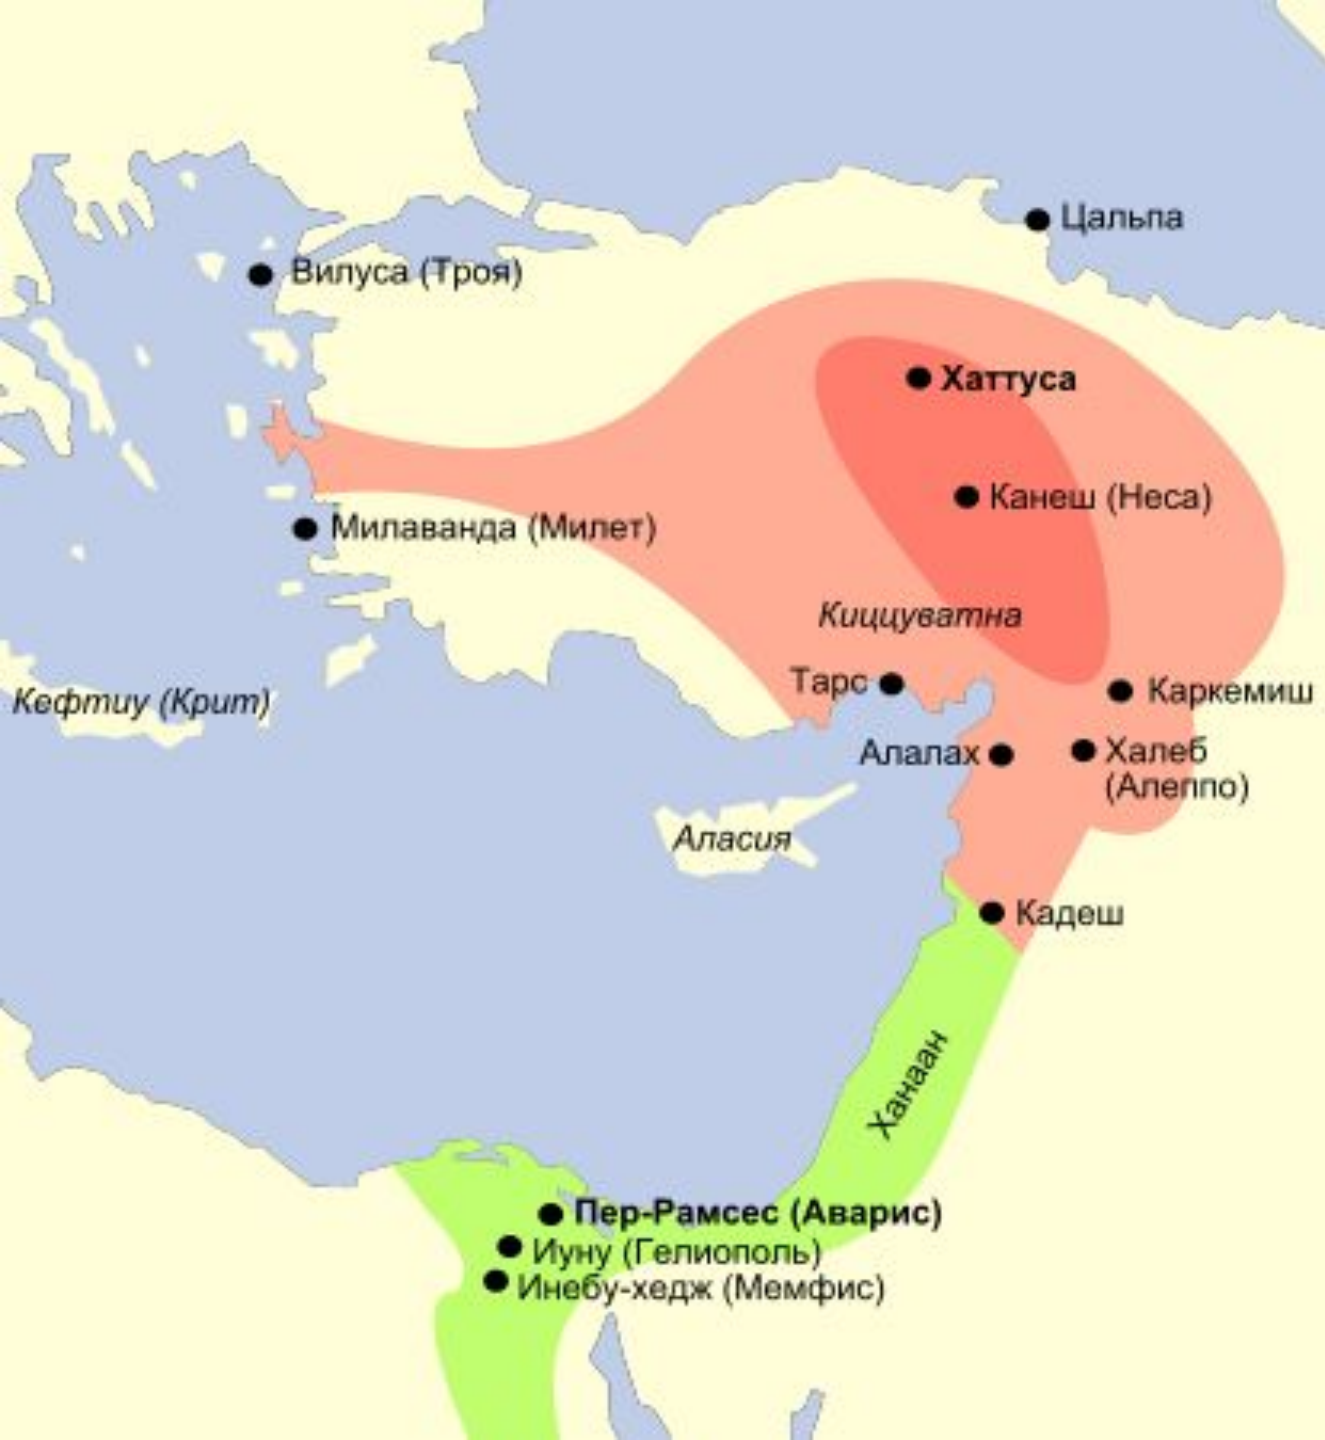 Цальпа
Вилуса (Троя)
Хаттуса
Канеш (Неса)
Милаванда (Милет)
Киццуватна
Тарс
Каркемиш
Кефтиу (Крит)
Алалах
Халеб
(Алеппо)
Аласия
Кадеш
Ханаан
Пер-Рамсес (Аварис)
Иуну (Гелиополь)
Инебу-хедж (Мемфис)